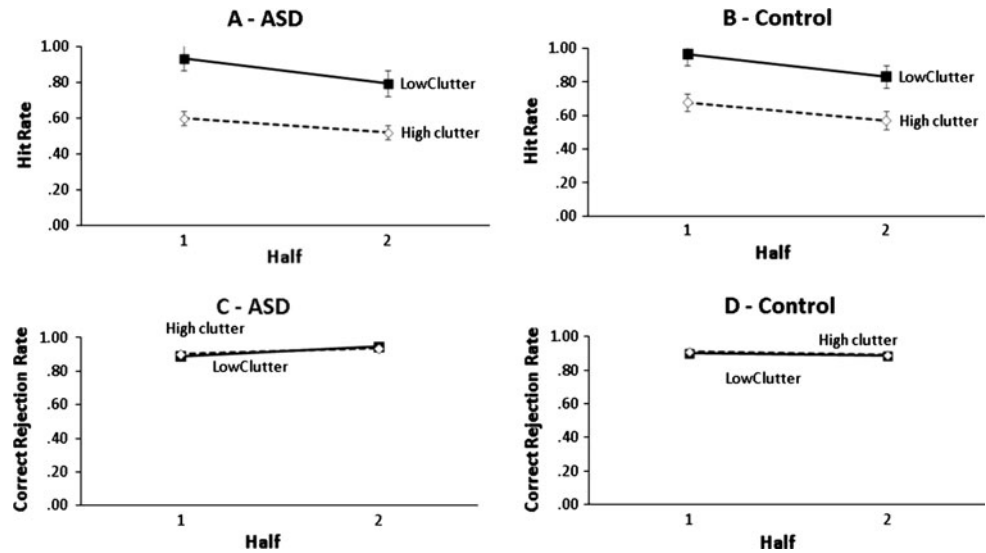 A - ASD
Hit Rate
1.00
.80
.60
.40
.20
.00
LowClutter
High clutter
1
2
Half
B - Control
Hit Rate
1.00
.80
.60
.40
.20
.00
LowClutter
High clutter
1
2
Half
C - ASD
Correct Rejection Rate
1.00
.80
.60
.40
.20
.00
High clutter
LowClutter
1
2
Half
D - Control
Correct Rejection Rate
1.00
.80
.60
.40
.20
.00
High clutter
LowClutter
1
2
Half